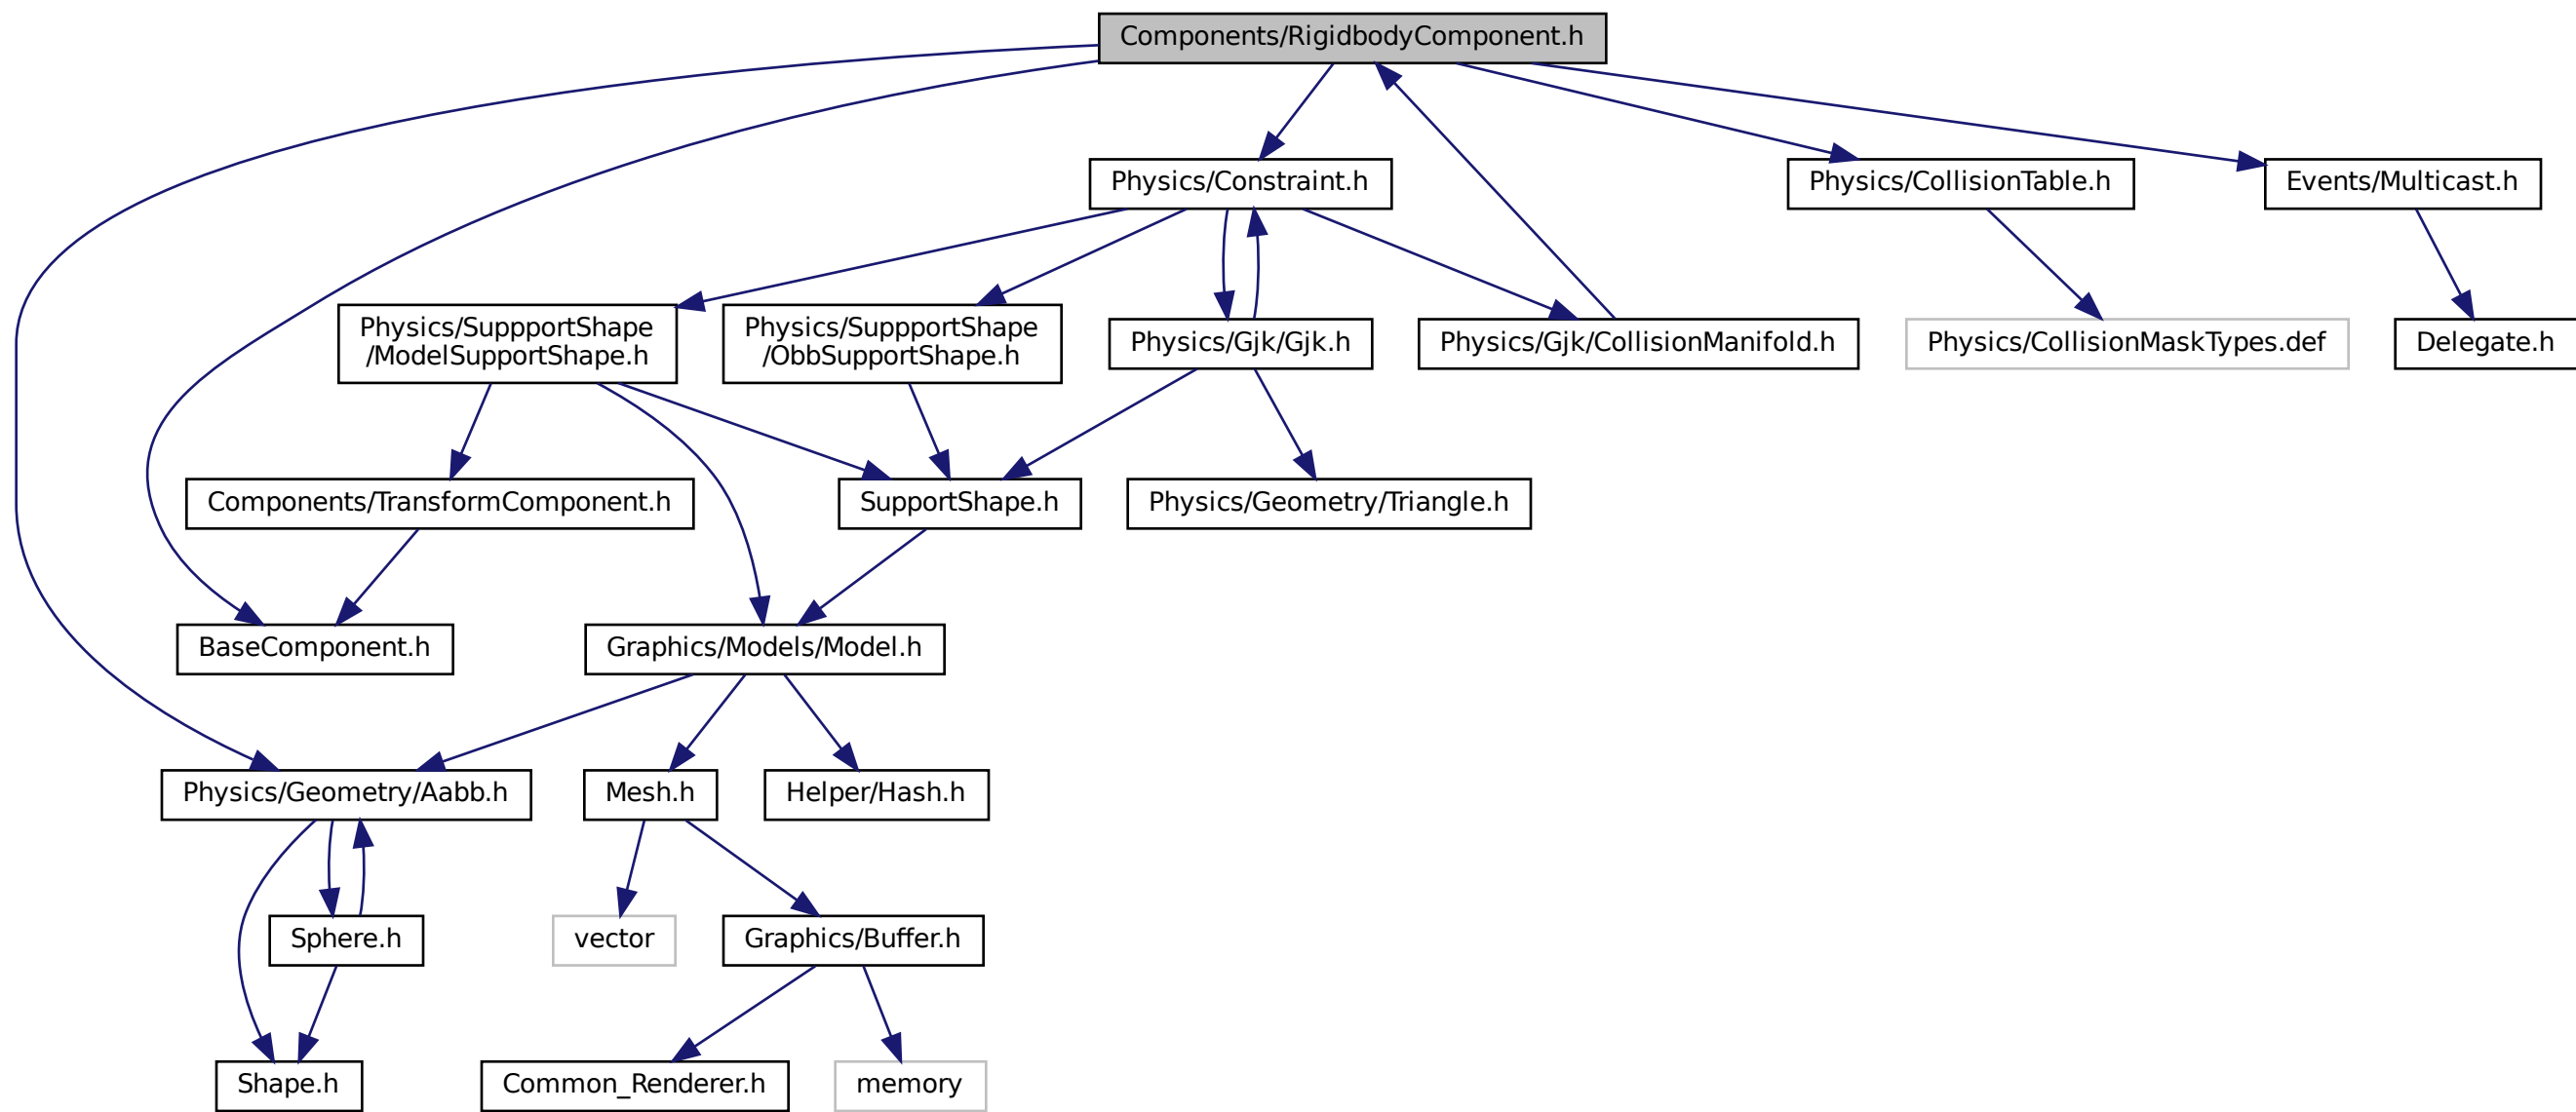 Components/RigidbodyComponent.h
Physics/Constraint.h
Physics/CollisionTable.h
Events/Multicast.h
Physics/SuppportShape
/ModelSupportShape.h
Physics/SuppportShape
/ObbSupportShape.h
Physics/Gjk/Gjk.h
Physics/Gjk/CollisionManifold.h
Physics/CollisionMaskTypes.def
Delegate.h
Components/TransformComponent.h
SupportShape.h
Physics/Geometry/Triangle.h
BaseComponent.h
Graphics/Models/Model.h
Physics/Geometry/Aabb.h
Mesh.h
Helper/Hash.h
Sphere.h
vector
Graphics/Buffer.h
Shape.h
Common_Renderer.h
memory